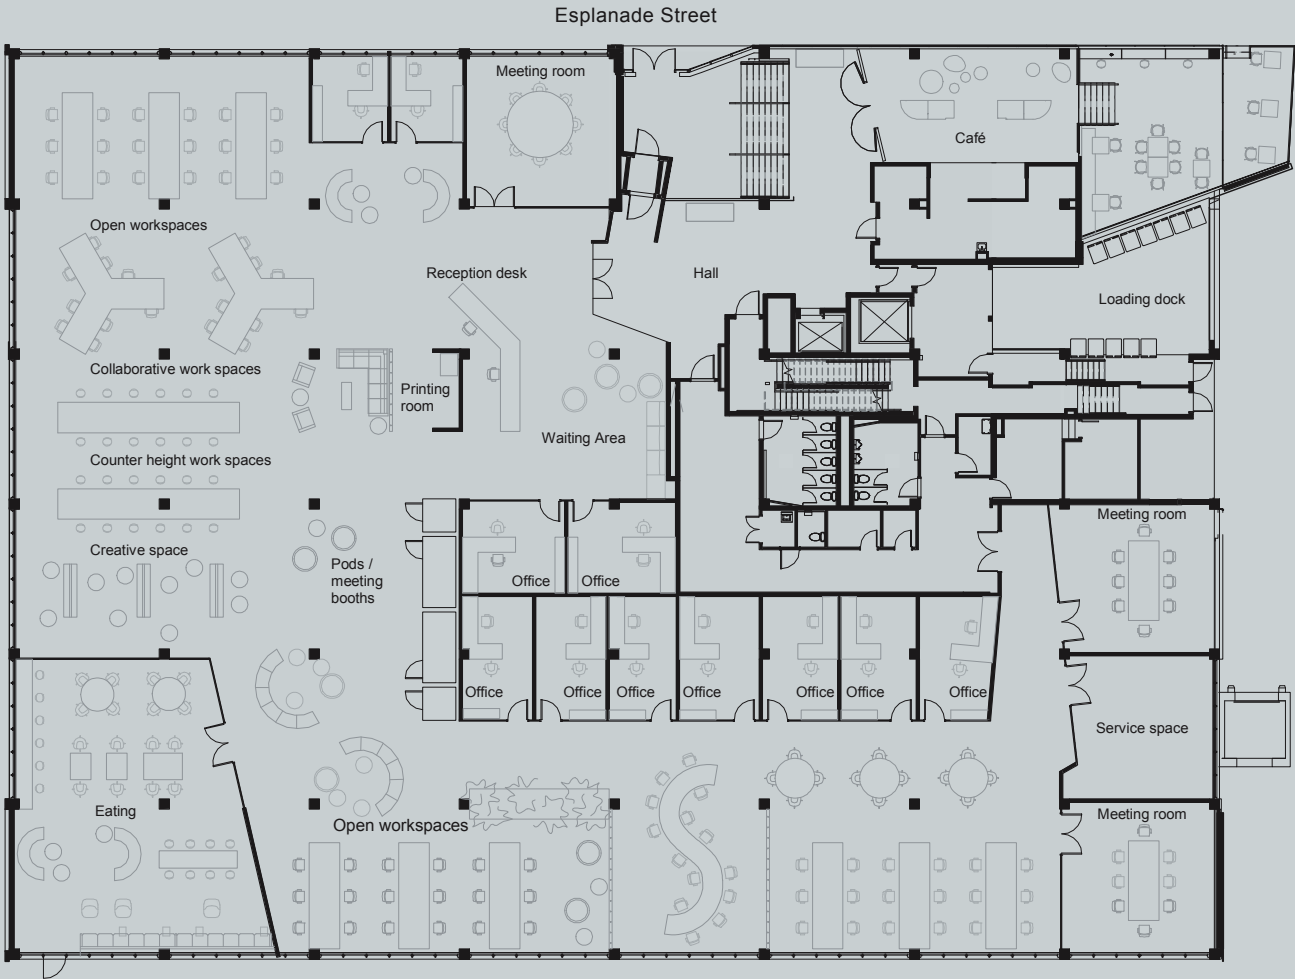 Esplanade Street
Meeting room
Café
Open workspaces
Reception desk
Hall
Loading dock
Collaborative work spaces
Printing
room
Waiting Area
Counter height work spaces
Creative space
Pods /
meeting
booths
Office
Office
Meeting room
Office
Office
Office
Office
Office
Office
Office
Service space
Eating
Open workspaces
Meeting room